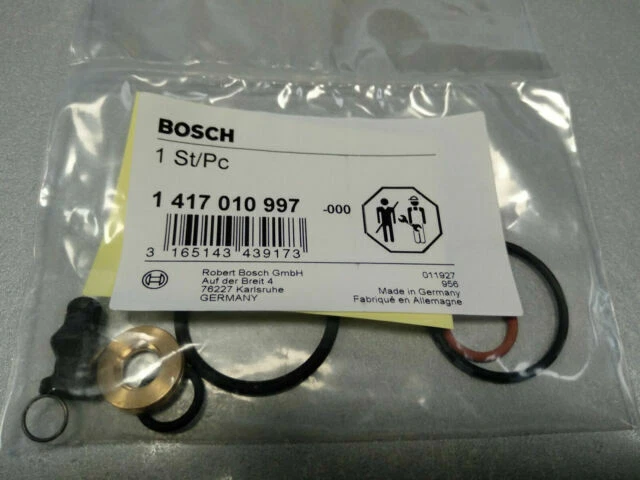 BOSCH
1 St/Pc
1 417 010 997 -000
3 165143 439173
Robert Bosch GmbH
Auf der Breit 4
76227 Karlsruhe
GERMANY
011927
956
Made in Germany
Fabriqué en Allemagne